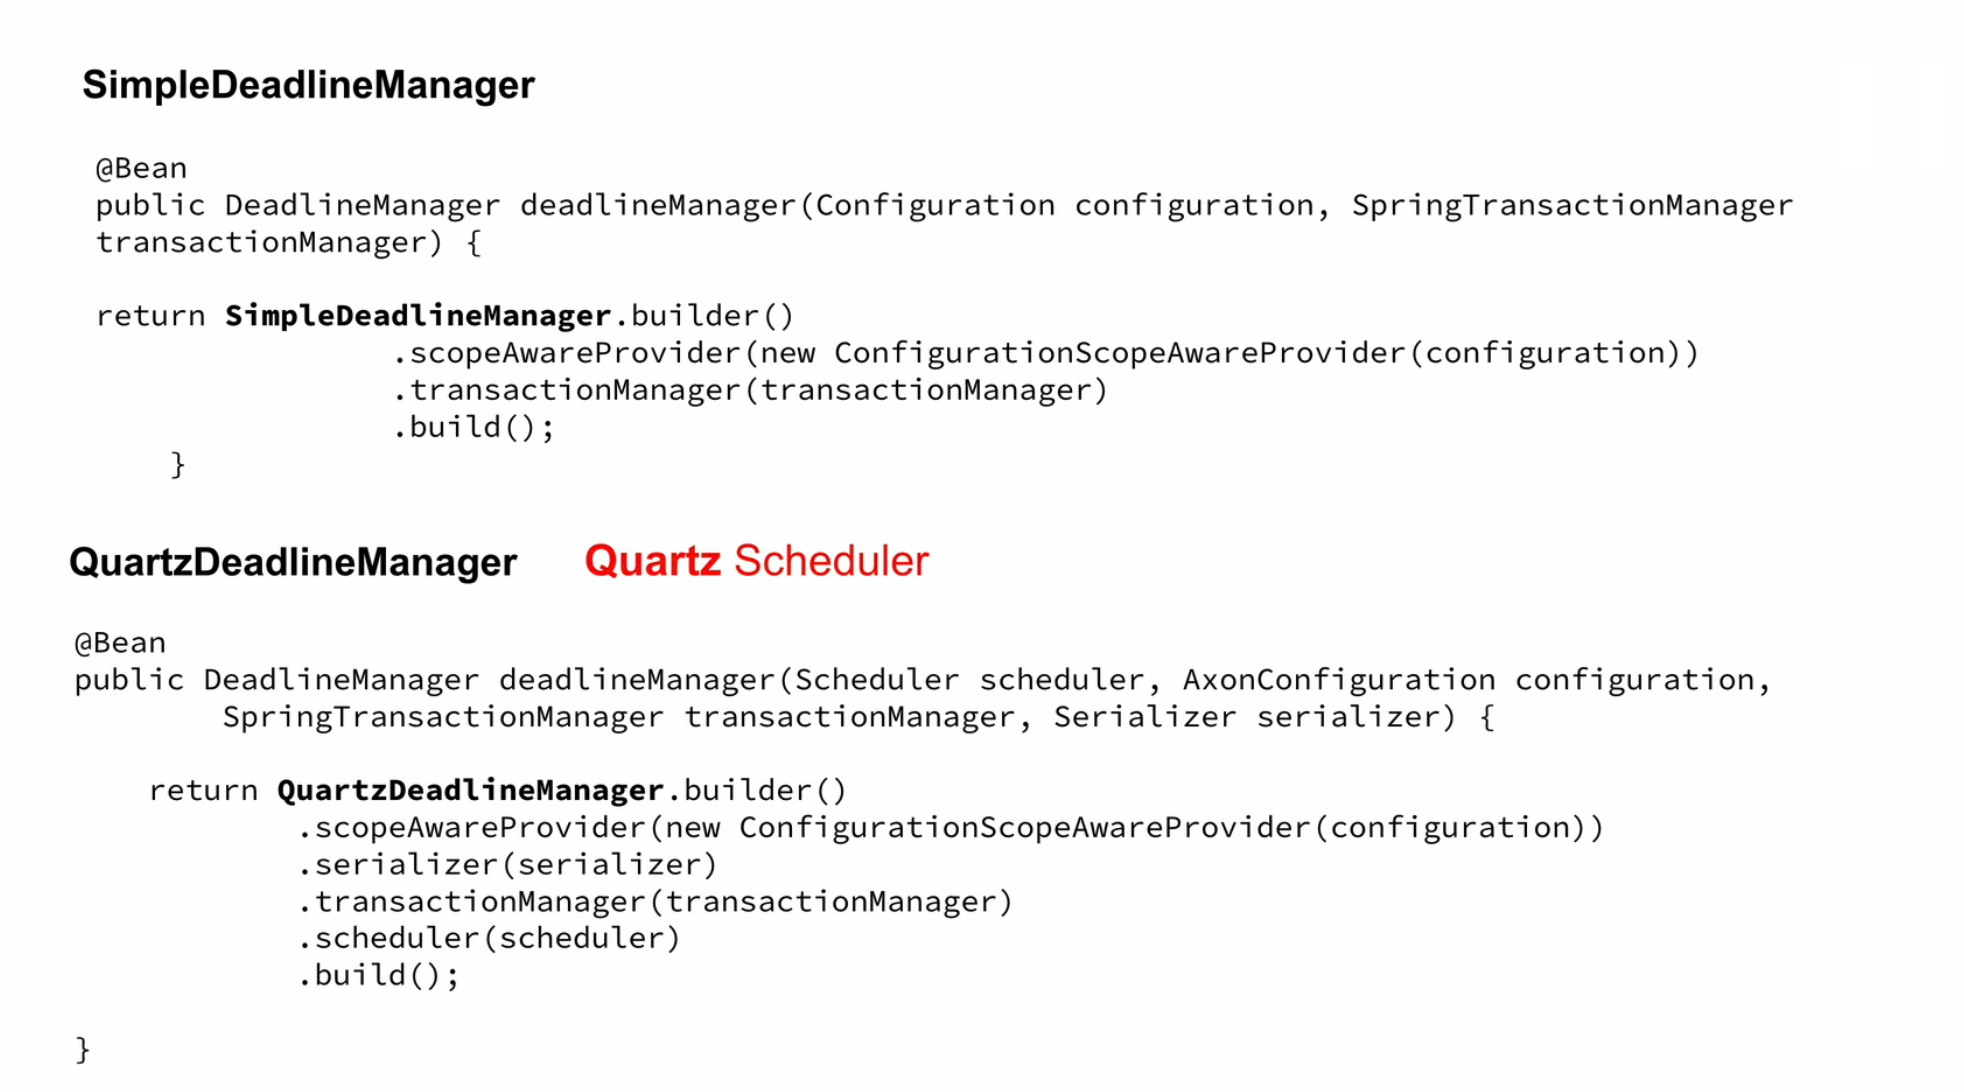 SimpleDeadlineManager
@Bean
public DeadlineManager deadlineManager(Configuration configuration, SpringTransactionManager
transactionManager) {
return SimpleDeadlineManager.builder()
.scopeAwareProvider(new ConfigurationScopeAwareProvider(configuration))
.transactionManager(transactionManager)
.build();
}
QuartzDeadlineManager Quartz Scheduler
@Bean
public DeadlineManager deadlineManager(Scheduler scheduler, AxonConfiguration configuration,
SpringTransactionManager transactionManager, Serializer serializer) {
return QuartzDeadlineManager.builder()
.scopeAwareProvider(new ConfigurationScopeAwareProvider(configuration))
.serializer(serializer)
.transactionManager(transactionManager)
.scheduler(scheduler)
.build();
}